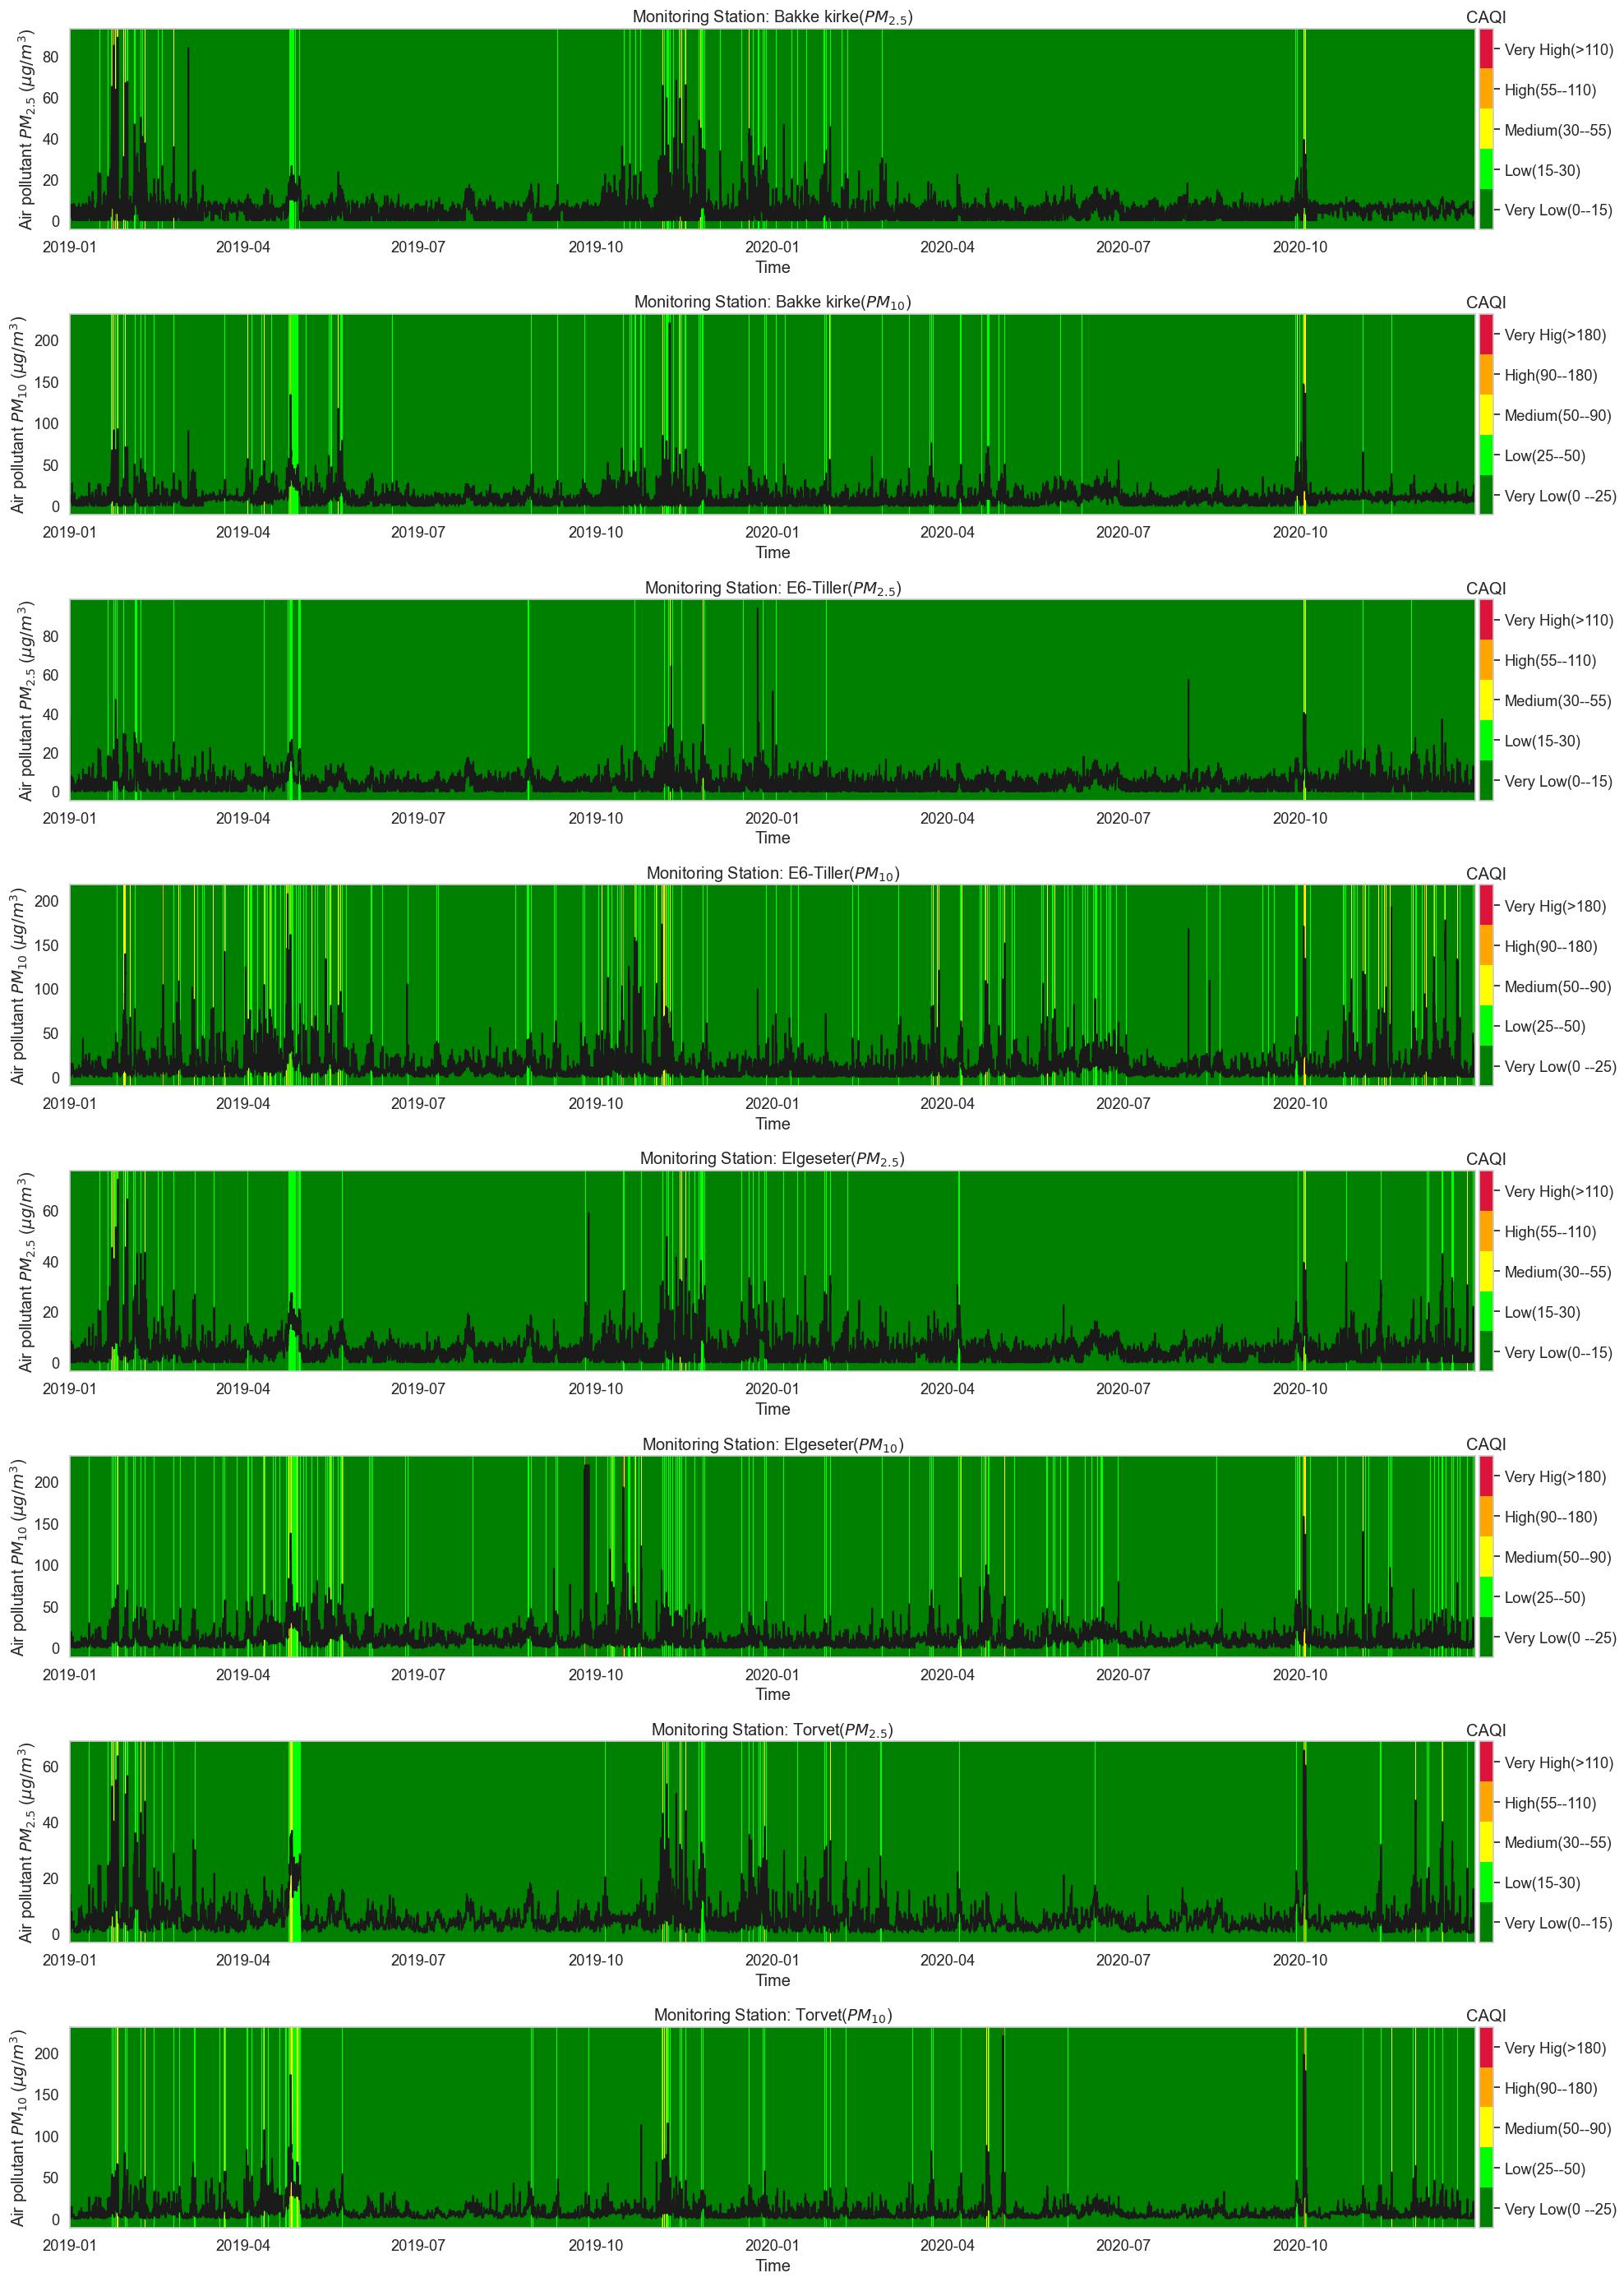 Monitoring Station: Bakke kirke(PM2.5)
CAQI
Air pollutant PM2.5 (μg/m3)
80
60
40
20
0
Very High(>110)
High(55--110)
Medium(30--55)
Low(15-30)
Very Low(0--15)
2019-01 2019-04 2019-07 2019-10 2020-01 2020-04 2020-07 2020-10
Time
Monitoring Station: Bakke kirke(PM10)
CAQI
Air pollutant PM10 (μg/m3)
200
150
100
50
0
Very Hig(>180)
High(90--180)
Medium(50--90)
Low(25--50)
Very Low(0 --25)
2019-01 2019-04 2019-07 2019-10 2020-01 2020-04 2020-07 2020-10
Time
Monitoring Station: E6-Tiller(PM2.5)
CAQI
Air pollutant PM2.5 (μg/m3)
80
60
40
20
0
Very High(>110)
High(55--110)
Medium(30--55)
Low(15-30)
Very Low(0--15)
2019-01 2019-04 2019-07 2019-10 2020-01 2020-04 2020-07 2020-10
Time
Monitoring Station: E6-Tiller(PM10)
CAQI
Air pollutant PM10 (μg/m3)
200
150
100
50
0
Very Hig(>180)
High(90--180)
Medium(50--90)
Low(25--50)
Very Low(0 --25)
2019-01 2019-04 2019-07 2019-10 2020-01 2020-04 2020-07 2020-10
Time
Monitoring Station: Elgeseter(PM2.5)
CAQI
Air pollutant PM2.5 (μg/m3)
60
40
20
0
Very High(>110)
High(55--110)
Medium(30--55)
Low(15-30)
Very Low(0--15)
2019-01 2019-04 2019-07 2019-10 2020-01 2020-04 2020-07 2020-10
Time
Monitoring Station: Elgeseter(PM10)
CAQI
Air pollutant PM10 (μg/m3)
200
150
100
50
0
Very Hig(>180)
High(90--180)
Medium(50--90)
Low(25--50)
Very Low(0 --25)
2019-01 2019-04 2019-07 2019-10 2020-01 2020-04 2020-07 2020-10
Time
Monitoring Station: Torvet(PM2.5)
CAQI
Air pollutant PM2.5 (μg/m3)
60
40
20
0
Very High(>110)
High(55--110)
Medium(30--55)
Low(15-30)
Very Low(0--15)
2019-01 2019-04 2019-07 2019-10 2020-01 2020-04 2020-07 2020-10
Time
Monitoring Station: Torvet(PM10)
CAQI
Air pollutant PM10 (μg/m3)
200
150
100
50
0
Very Hig(>180)
High(90--180)
Medium(50--90)
Low(25--50)
Very Low(0 --25)
2019-01 2019-04 2019-07 2019-10 2020-01 2020-04 2020-07 2020-10
Time